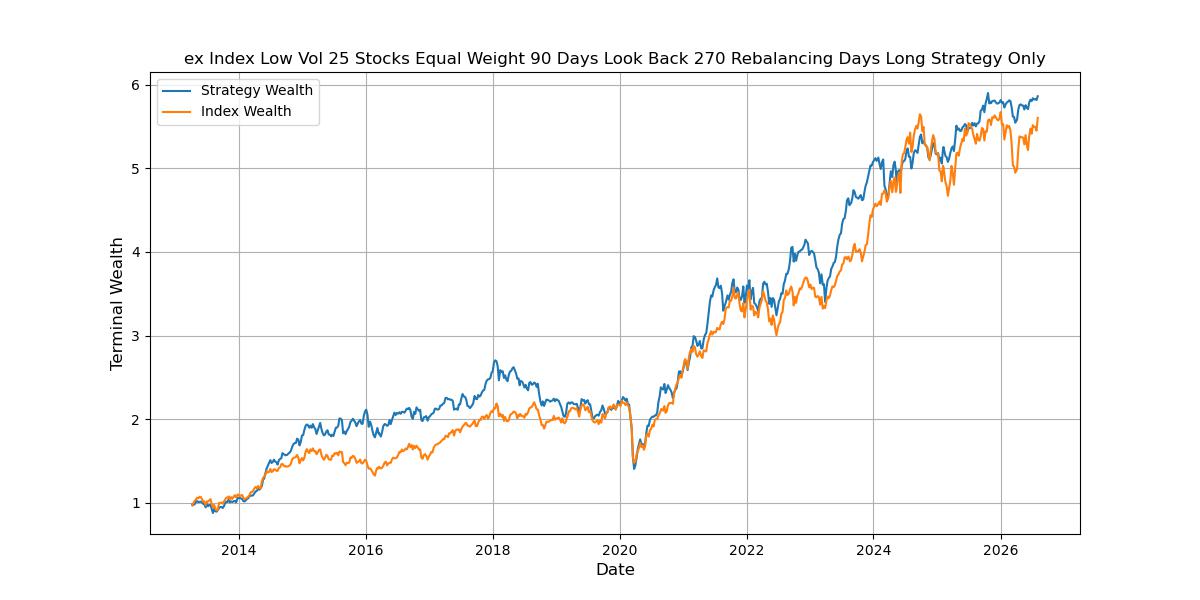 ex Index Low Vol 25 Stocks Equal Weight 90 Days Look Back 270 Rebalancing Days Long Strategy Only
Strategy Wealth
Index Wealth
Terminal Wealth
6
5
4
3
2
1
2014 2016 2018 2020 2022 2024 2026
Date